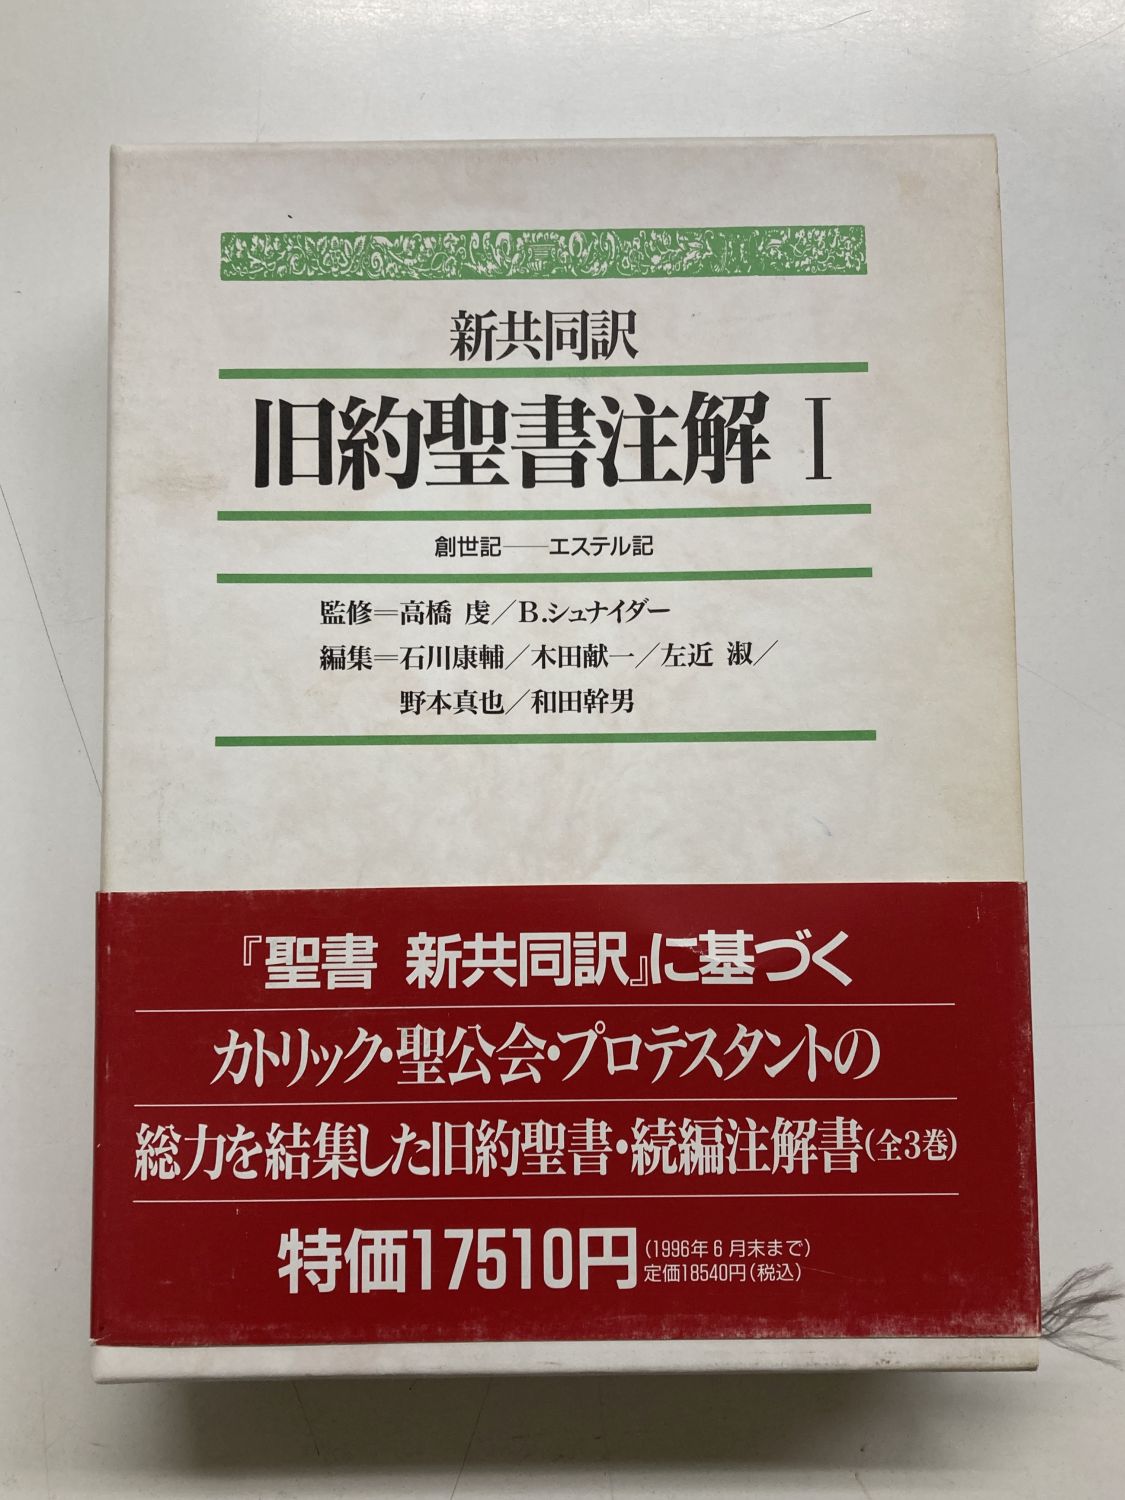 新共同訳
旧約聖書注解 I
創世記──エステル記
監修=高橋 虔／B.シュナイダー
編集=石川康輔／木田献一／左近 淑／
野本真也／和田幹男
『聖書 新共同訳』に基づく
カトリック・聖公会・プロテスタントの
総力を結集した旧約聖書・続編注解書(全3巻)
特価17510円(1996年6月末まで)
定価18540円(税込)